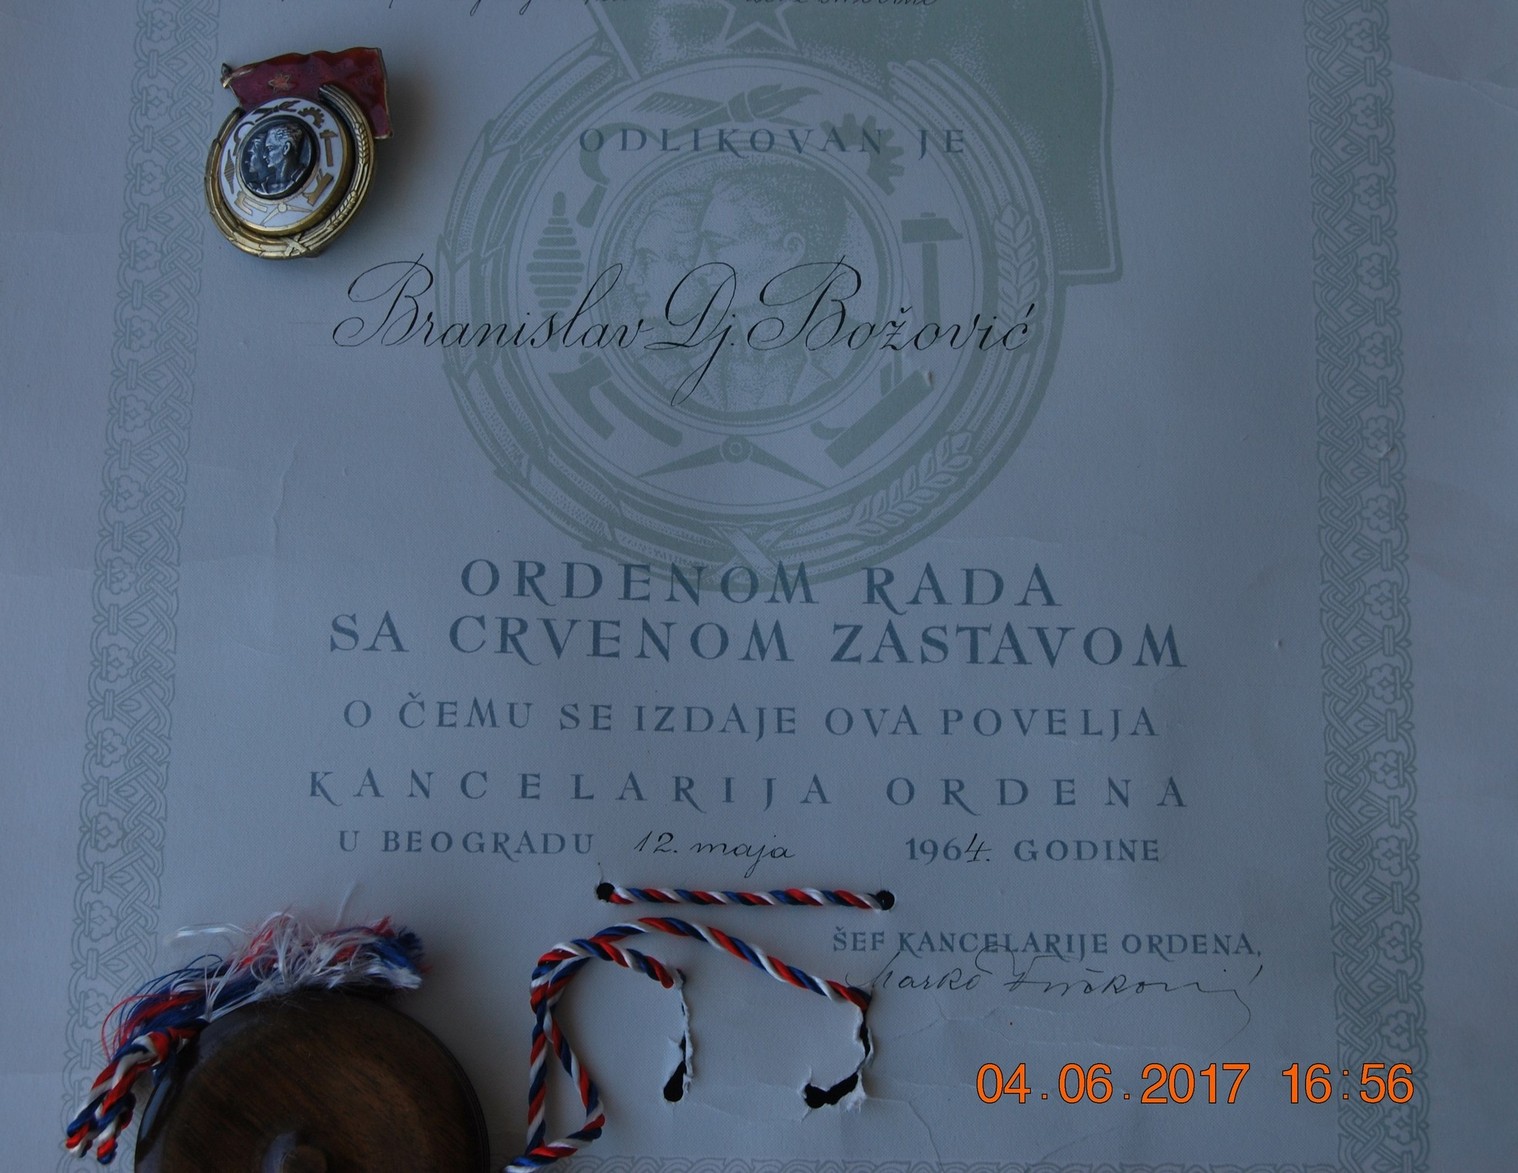 ODLIKOVAN JE
Branislav Dj. Božović
ORDENOM RADA
SA CRVENOM ZASTAVOM
O ČEMU SE IZDAJE OVA POVELJA
KANCELARIJA ORDENA
U BEOGRADU 12. maja 1964. GODINE
ŠEF KANCELARIJE ORDENA,
Marko
04.06.2017 16:56